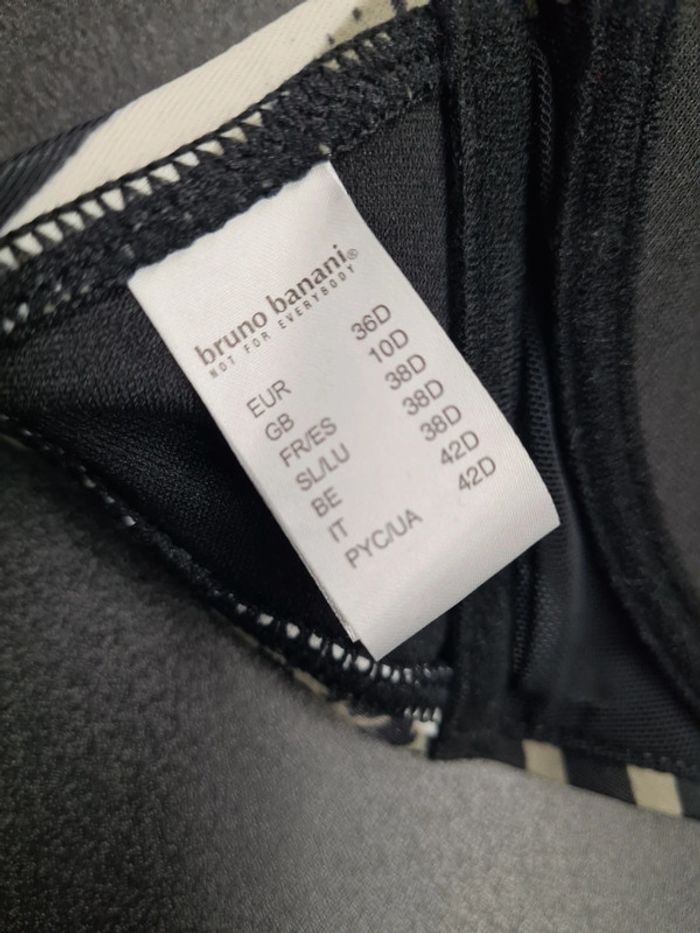 bruno banani®
NOT FOR EVERYBODY
EUR 36D
GB 10D
FR/ES 38D
SL/LU 38D
BE 38D
IT 42D
PYC/UA 42D